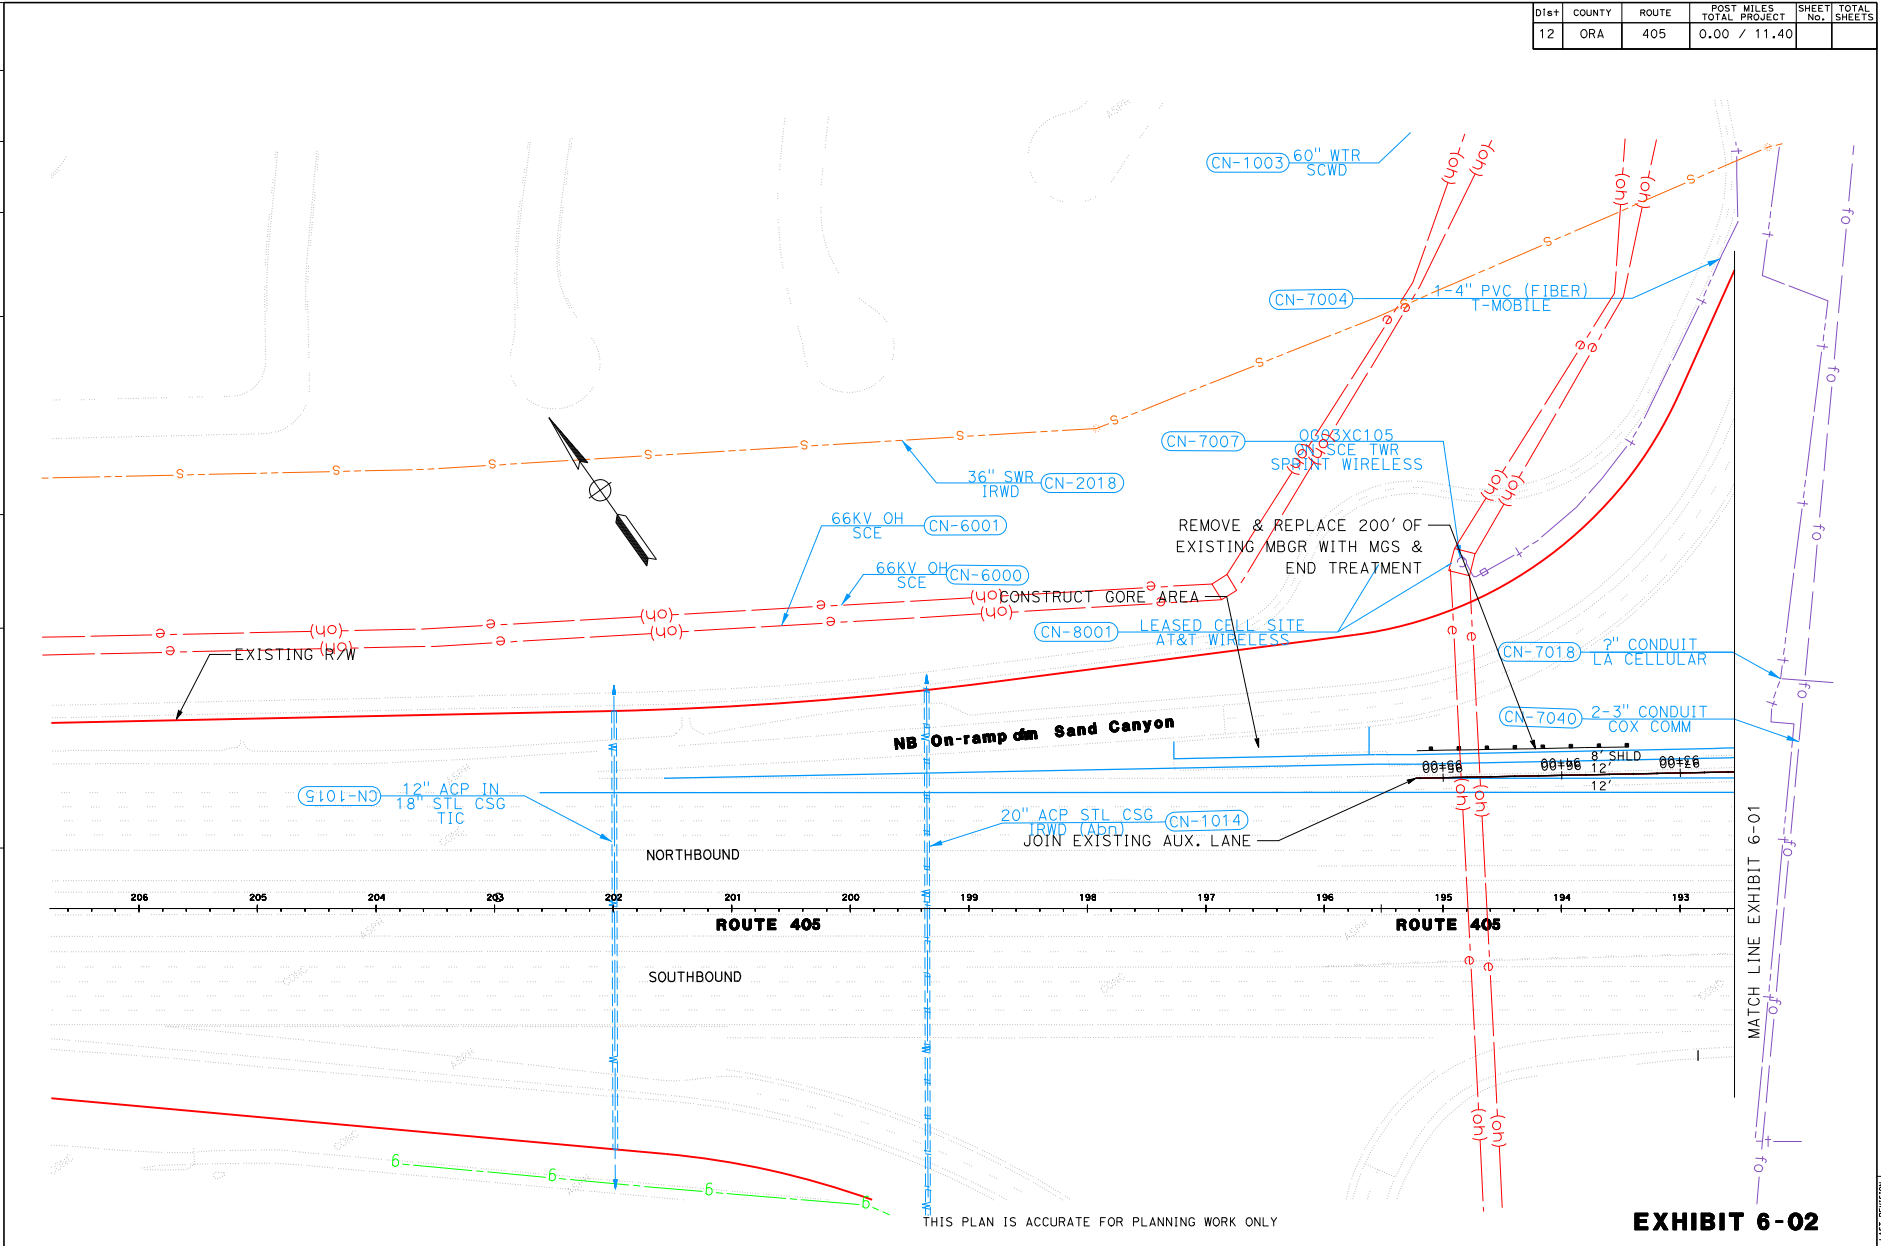 Dist COUNTY ROUTE POST MILES TOTAL PROJECT SHEET No. TOTAL SHEETS
12 ORA 405 0.00 / 11.40
CN-1003 60" WTR
SCWD
CN-7004 1-4" PVC (FIBER)
T-MOBILE
CN-7007 OG03XC105
ON SCE TWR
SPRINT WIRELESS
36" SWR CN-2018
IRWD
66KV OH CN-6001
SCE
66KV OH CN-6000
SCE
REMOVE & REPLACE 200' OF
EXISTING MBGR WITH MGS &
END TREATMENT
CONSTRUCT GORE AREA
CN-8001 LEASED CELL SITE
AT&T WIRELESS
EXISTING R/W
CN-7018 ?" CONDUIT
LA CELLULAR
CN-7040 2-3" CONDUIT
COX COMM
NB On-ramp Sand Canyon
8' SHLD
12'
12'
CN-1015 12" ACP IN
18" STL CSG
TIC
20" ACP STL CSG CN-1014
IRWD (Abn)
JOIN EXISTING AUX. LANE
NORTHBOUND
206 205 204 203 202 201 200 199 198 197 196 195 194 193
ROUTE 405 ROUTE 405
SOUTHBOUND
MATCH LINE EXHIBIT 6-01
THIS PLAN IS ACCURATE FOR PLANNING WORK ONLY
EXHIBIT 6-02